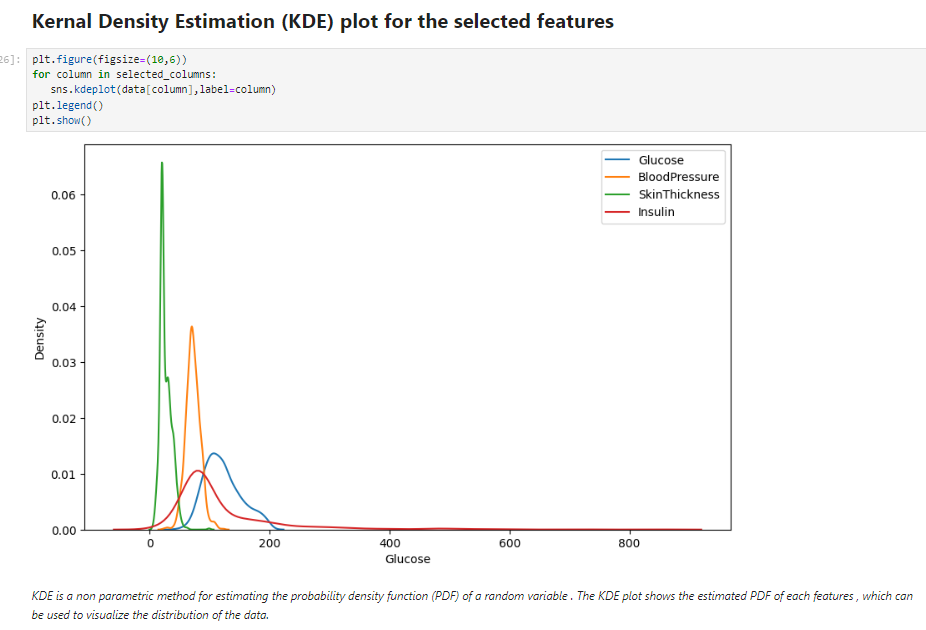 Kernal Density Estimation (KDE) plot for the selected features
26]:
plt.figure(figsize=(10,6))
for column in selected_columns:
sns.kdeplot(data[column],label=column)
plt.legend()
plt.show()
Glucose
BloodPressure
SkinThickness
Insulin
0.06
0.05
0.04
0.03
0.02
0.01
0.00
Density
0 200 400 600 800
Glucose
KDE is a non parametric method for estimating the probability density function (PDF) of a random variable . The KDE plot shows the estimated PDF of each features , which can
be used to visualize the distribution of the data.